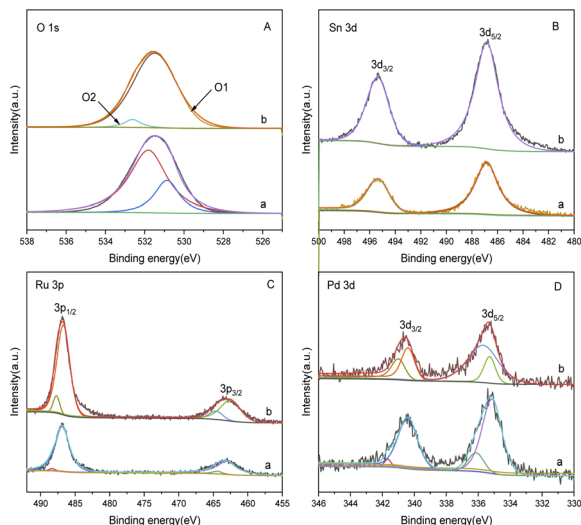 O 1s
A
O2
O1
b
a
Intensity(a.u.)
538 536 534 532 530 528 526
Binding energy(eV)
Sn 3d
B
3d3/2
3d5/2
b
a
Intensity(a.u.)
500 498 496 494 492 490 488 486 484 482 480
Binding energy(eV)
Ru 3p
C
3p1/2
3p3/2
b
a
Intensity(a.u.)
490 485 480 475 470 465 460 455
Binding energy(eV)
Pd 3d
D
3d3/2
3d5/2
b
a
Intensity(a.u.)
346 344 342 340 338 336 334 332 330
Binding energy(eV)